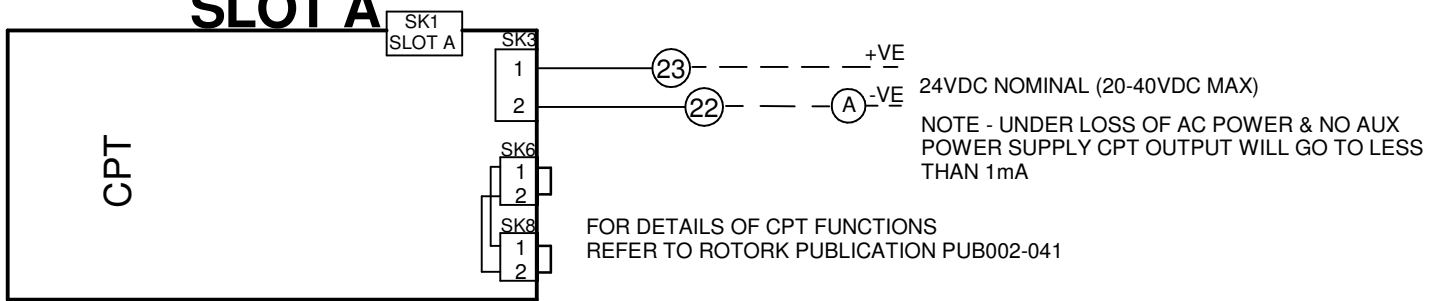 SLOT A
SK1
SLOT A
SK3
1
2
23
+VE
22
A
-VE
24VDC NOMINAL (20-40VDC MAX)
NOTE - UNDER LOSS OF AC POWER & NO AUX
POWER SUPPLY CPT OUTPUT WILL GO TO LESS
THAN 1mA
CPT
SK6
1
2
SK8
1
2
FOR DETAILS OF CPT FUNCTIONS
REFER TO ROTORK PUBLICATION PUB002-041